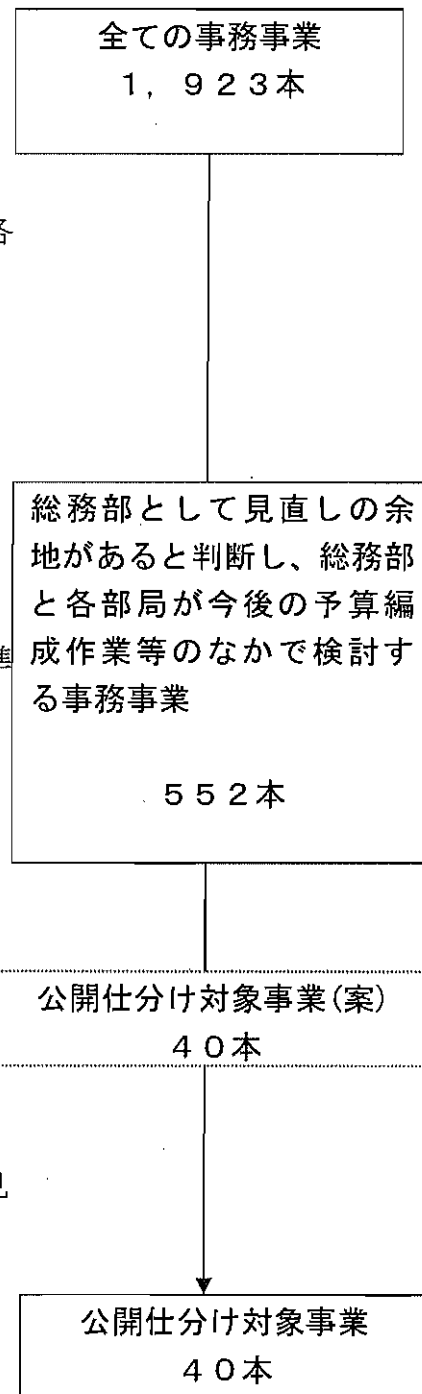 全ての事務事業
１，９２３本
各
総務部として見直しの余
地があると判断し、総務部
と各部局が今後の予算編
成作業等のなかで検討す
る事務事業
５５２本
公開仕分け対象事業(案)
４０本
公開仕分け対象事業
４０本